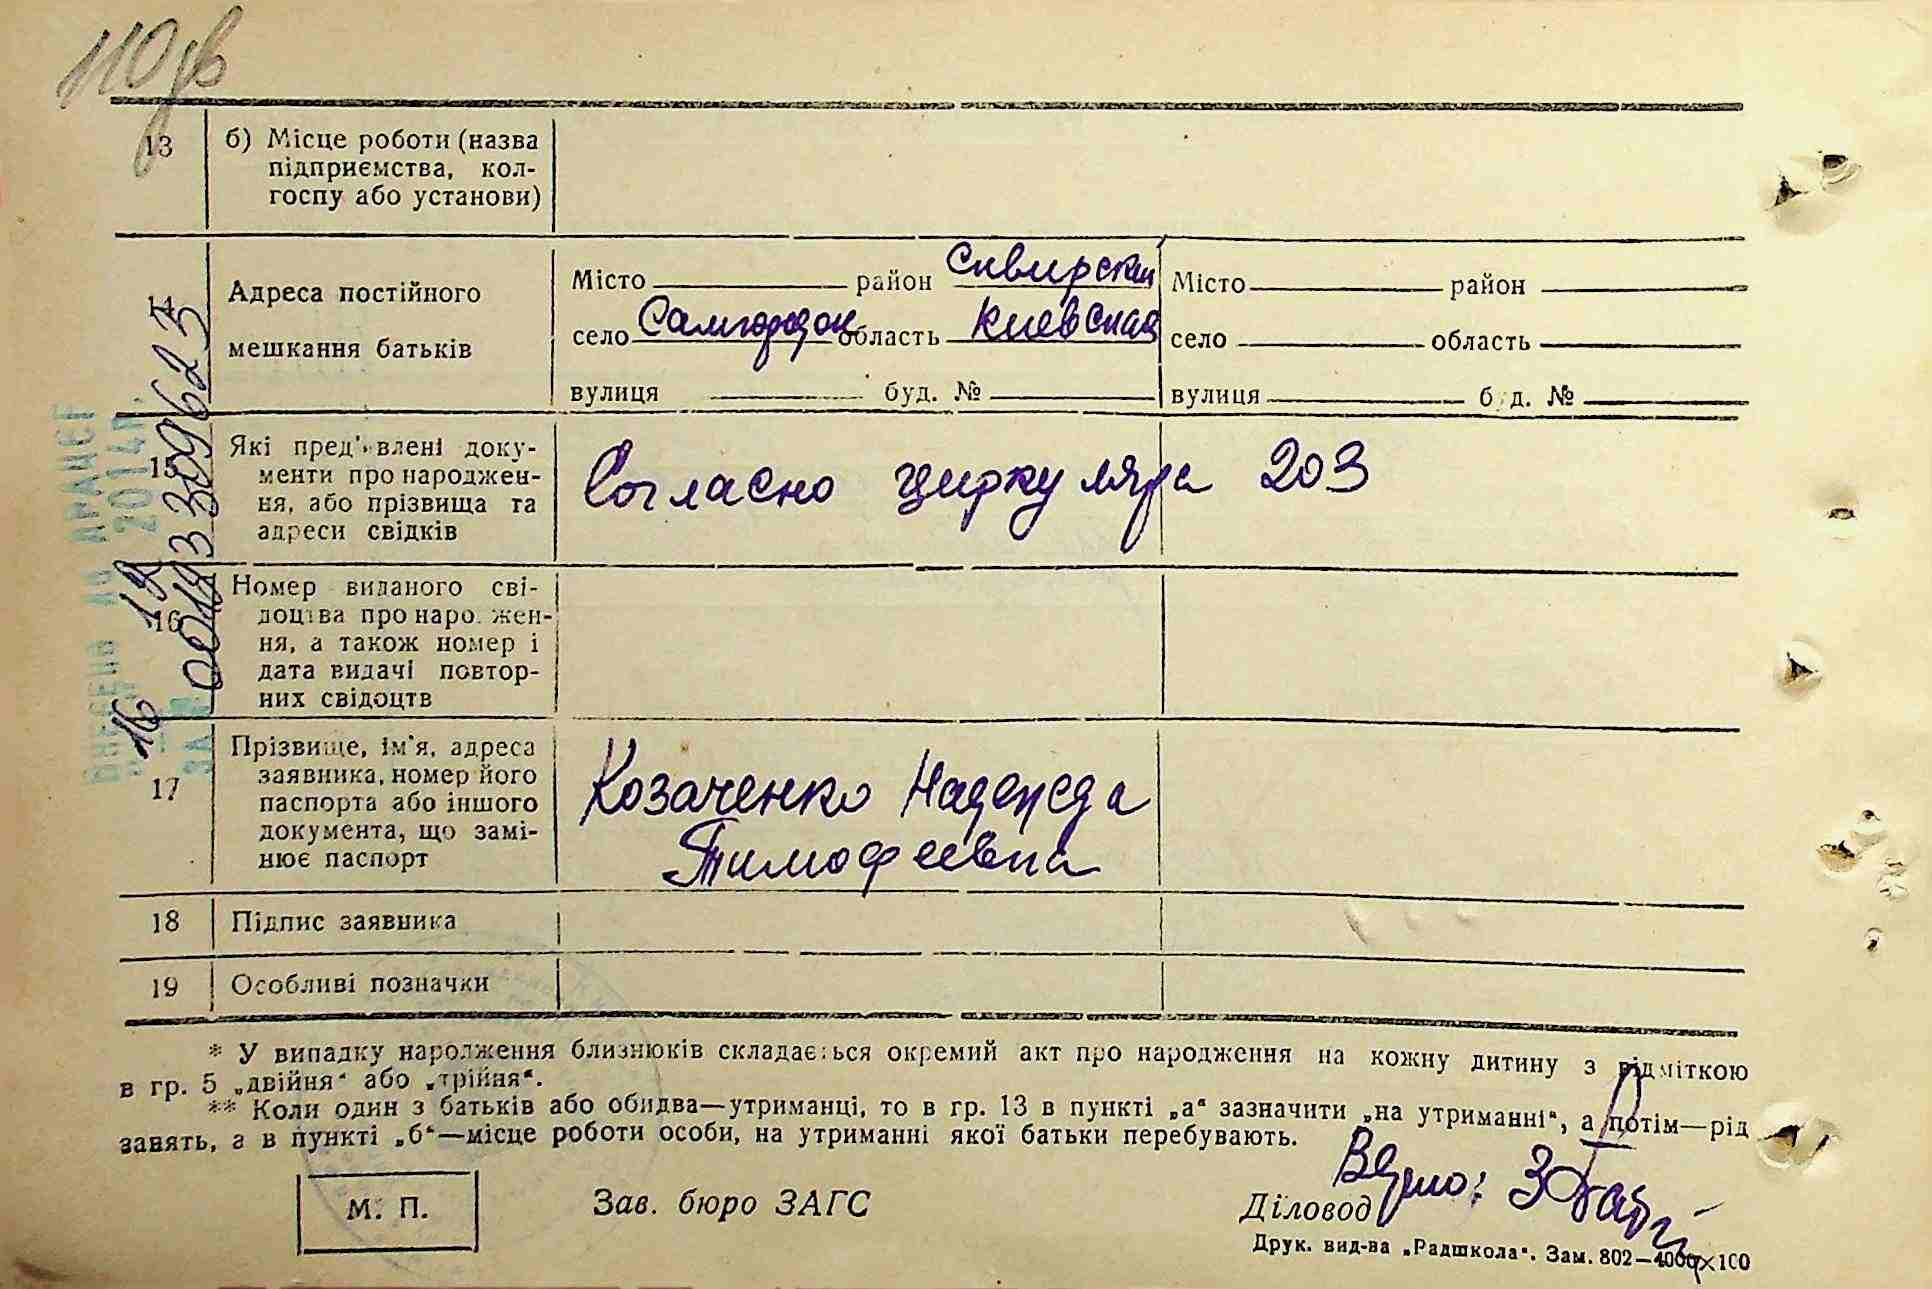 110
13
б) Місце роботи (назва
підприємства, кол-
госпу або установи)
14
Адреса постійного
мешкання батьків
Місто район Сквирский
село Самгородок область Киевская
вулиця буд. №
Місто район
село область
вулиця буд. №
15
Які пред'явлені доку-
менти про народжен-
ня, або прізвища та
адреси свідків
Согласно циркуляра 203
16
Номер виданого сві-
доцтва про народжен-
ня, а також номер і
дата видачі повтор-
них свідоцтв
17
Прізвище, ім'я, адреса
заявника, номер його
паспорта або іншого
документа, що замі-
нює паспорт
Козаченко Надежда
Тимофеевна
18 Підпис заявника
19 Особливі позначки
* У випадку народження близнюків складається окремий акт про народження на кожну дитину з відміткою
в гр. 5 „двійня“ або „трійня“.
** Коли один з батьків або обидва—утриманці, то в гр. 13 в пункті „а“ зазначити „на утриманні“, а потім—рід
занять, а в пункті „б“—місце роботи особи, на утриманні якої батьки перебувають.
М. П.
Зав. бюро ЗАГС
Верно:
Діловод
Друк. вид-ва „Радшкола“. Зам. 802—4000×100